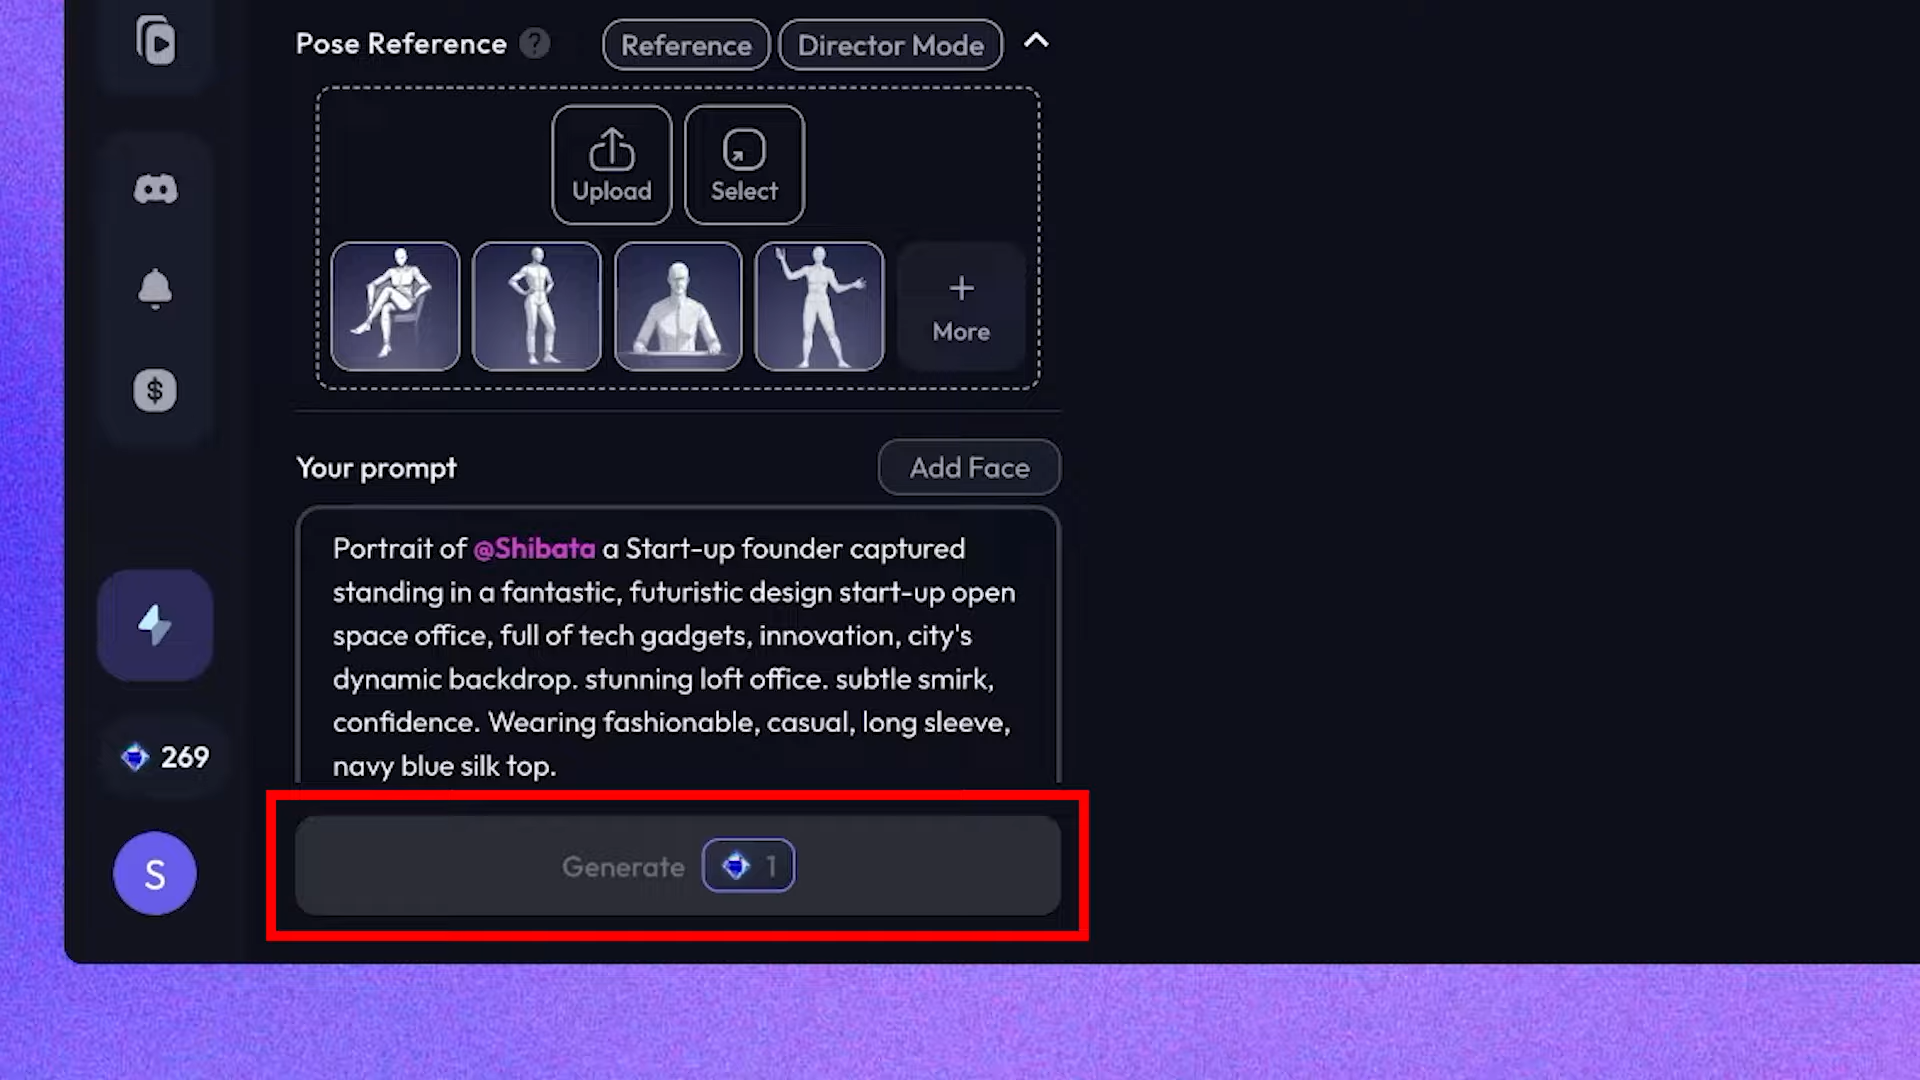 Pose Reference ?
Reference
Director Mode
Upload
Select
+
More
$
Your prompt
Add Face
Portrait of @Shibata a Start-up founder captured
standing in a fantastic, futuristic design start-up open
space office, full of tech gadgets, innovation, city's
dynamic backdrop. stunning loft office. subtle smirk,
confidence. Wearing fashionable, casual, long sleeve,
navy blue silk top.
269
Generate 1
S